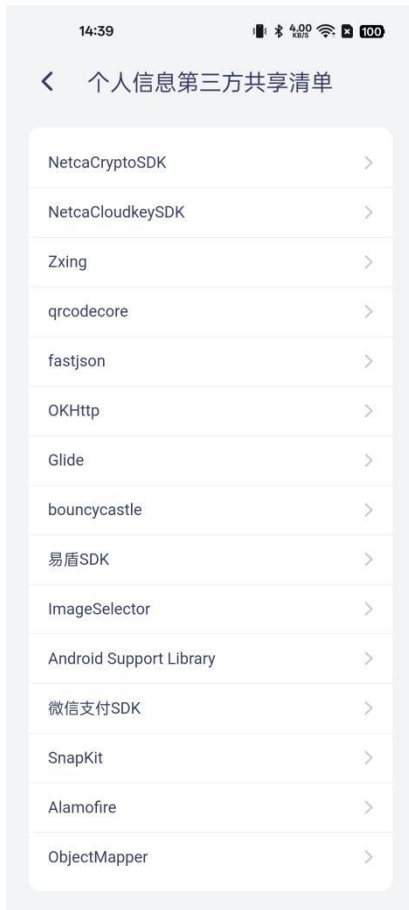 14:39
4.00
KB/S
100
个人信息第三方共享清单
NetcaCryptoSDK
NetcaCloudkeySDK
Zxing
qrcodecore
fastjson
OKHttp
Glide
bouncycastle
易盾SDK
ImageSelector
Android Support Library
微信支付SDK
SnapKit
Alamofire
ObjectMapper